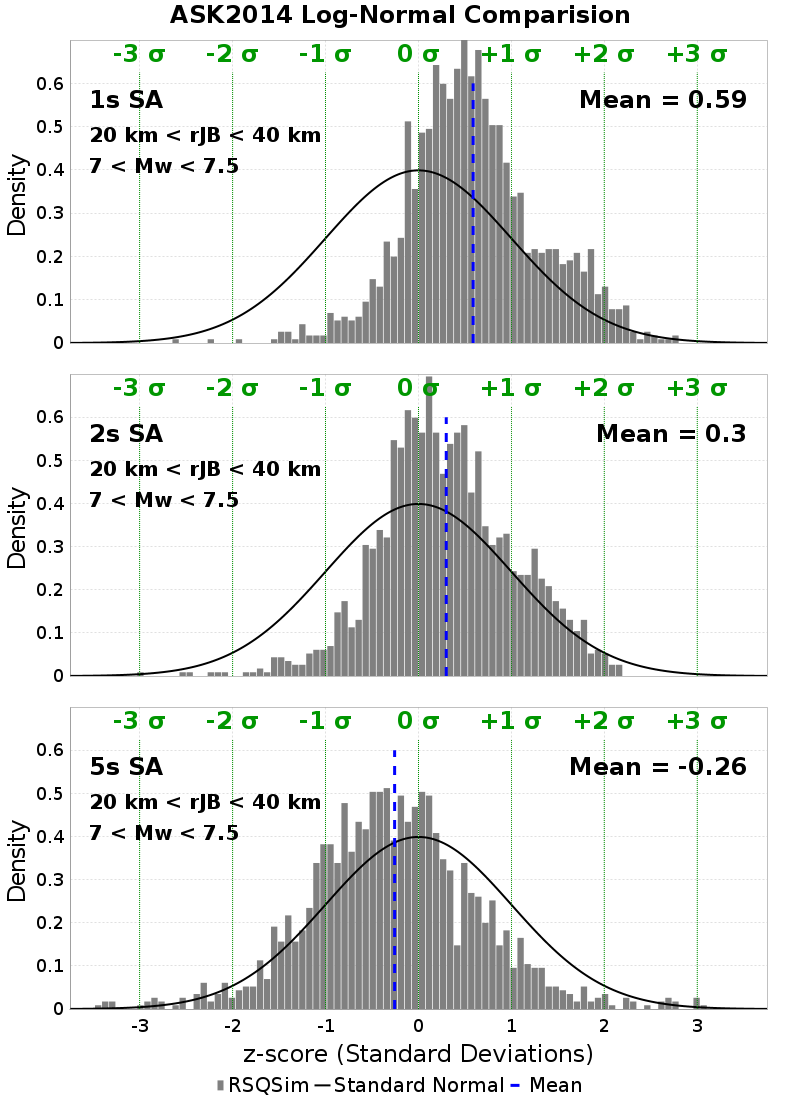 ASK2014 Log-Normal Comparision
-3 σ -2 σ -1 σ 0 σ +1 σ +2 σ +3 σ
1s SA
Mean = 0.59
20 km < rJB < 40 km
7 < Mw < 7.5
Density
0.6
0.5
0.4
0.3
0.2
0.1
0
-3 σ -2 σ -1 σ 0 σ +1 σ +2 σ +3 σ
2s SA
Mean = 0.3
20 km < rJB < 40 km
7 < Mw < 7.5
Density
0.6
0.5
0.4
0.3
0.2
0.1
0
-3 σ -2 σ -1 σ 0 σ +1 σ +2 σ +3 σ
5s SA
Mean = -0.26
20 km < rJB < 40 km
7 < Mw < 7.5
Density
0.6
0.5
0.4
0.3
0.2
0.1
0
-3 -2 -1 0 1 2 3
z-score (Standard Deviations)
RSQSim Standard Normal Mean